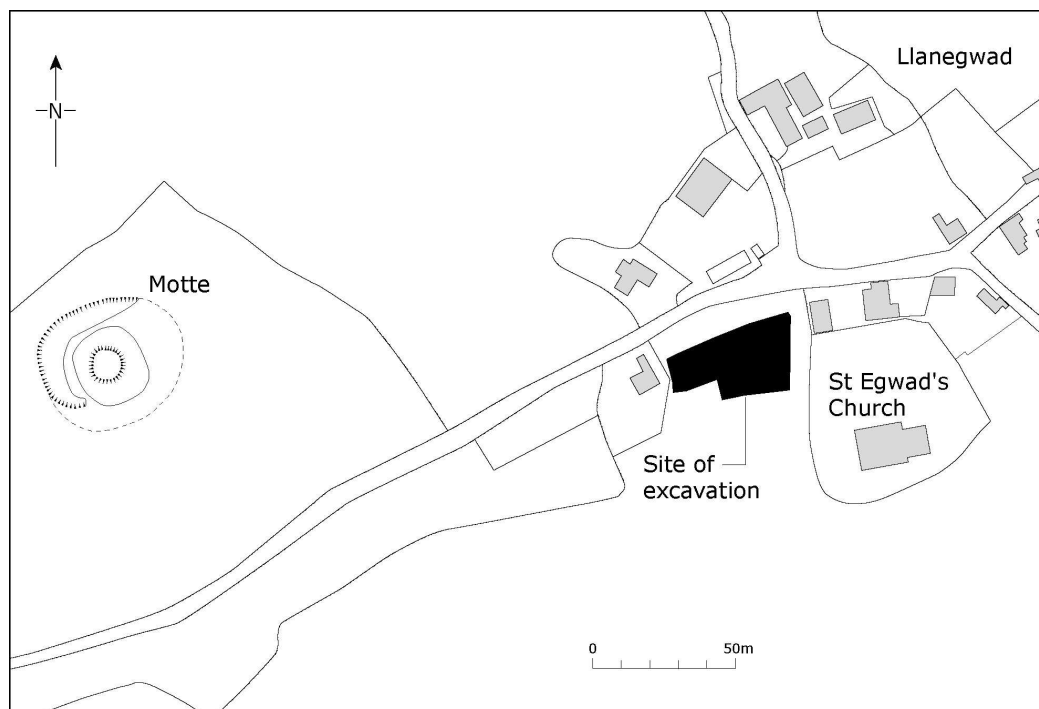 Llanegwad
N
Motte
St Egwad's
Church
Site of
excavation
0 50m